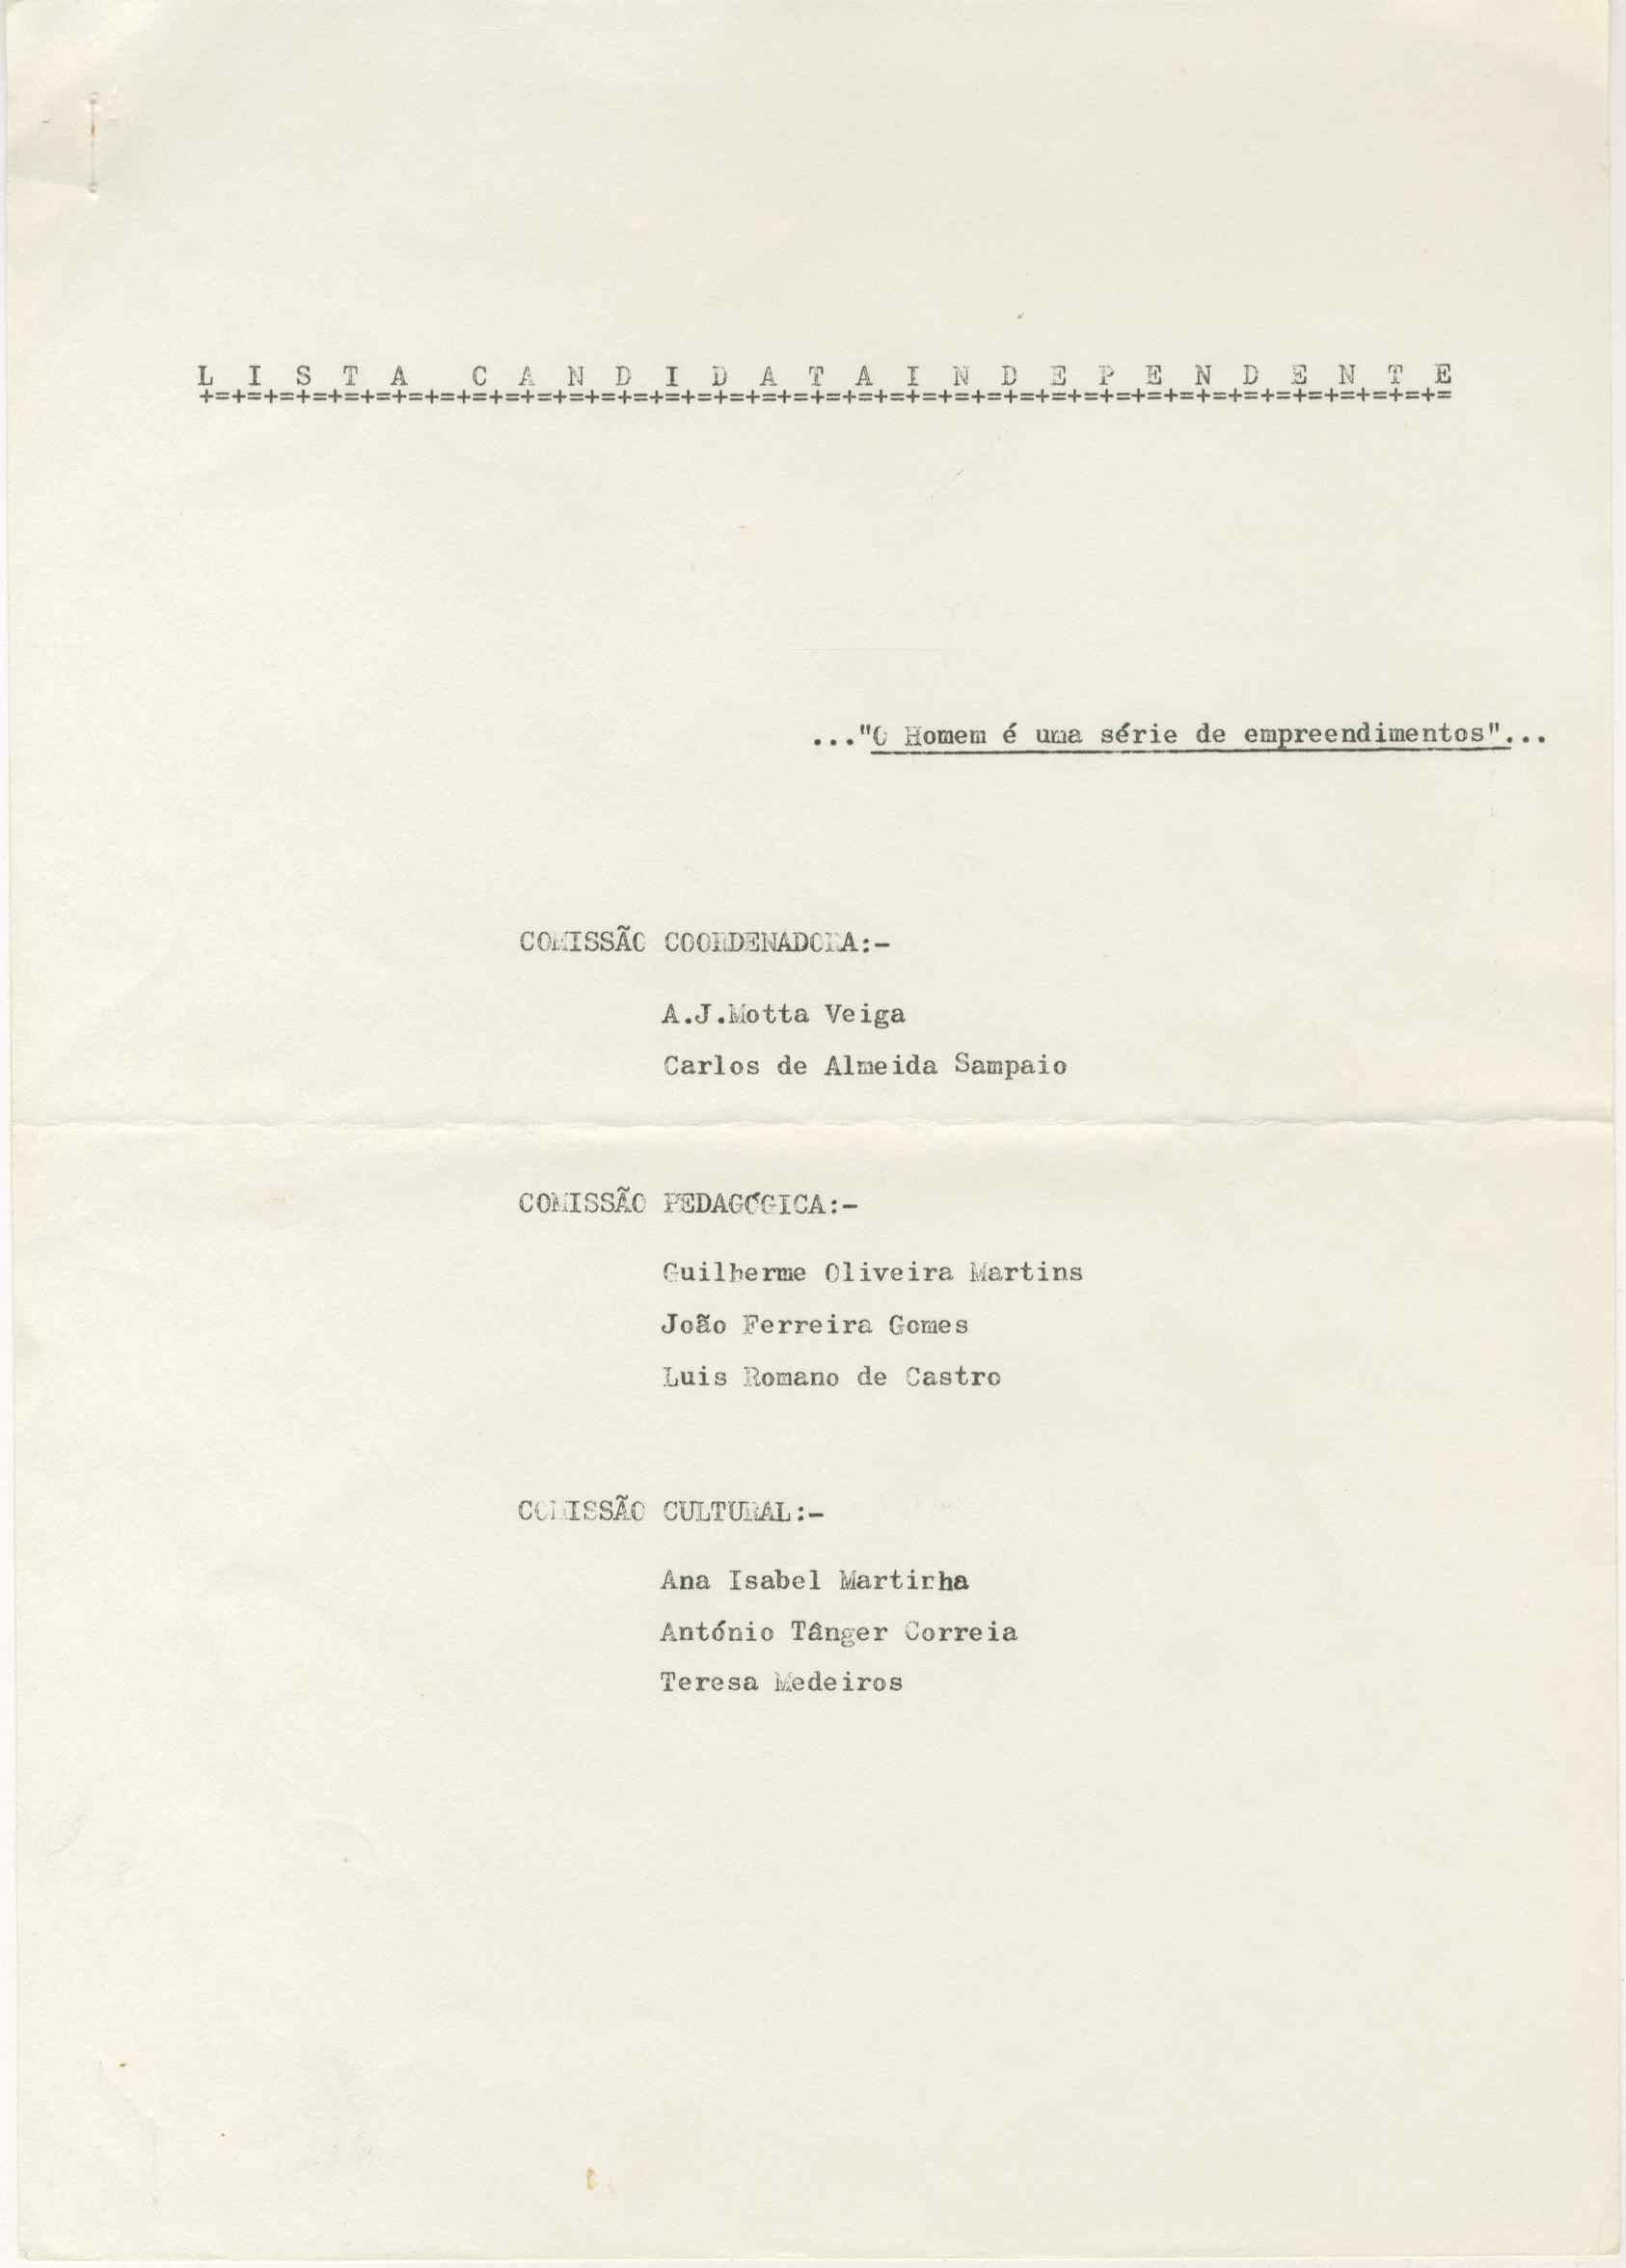 L I S T A   C A N D I D A T A I N D E P E N D E N T E
+=+=+=+=+=+=+=+=+=+=+=+=+=+=+=+=+=+=+=+=+=+=+=+=+=+=+=+=+=+=+=+=+=+=+=+=+=+=+=
..."O Homem é uma série de empreendimentos"...
COMISSÃO COORDENADORA:-
A.J.Motta Veiga
Carlos de Almeida Sampaio
COMISSÃO PEDAGÓGICA:-
Guilherme Oliveira Martins
João Ferreira Gomes
Luis Romano de Castro
COMISSÃO CULTURAL:-
Ana Isabel Martinha
António Tânger Correia
Teresa Medeiros